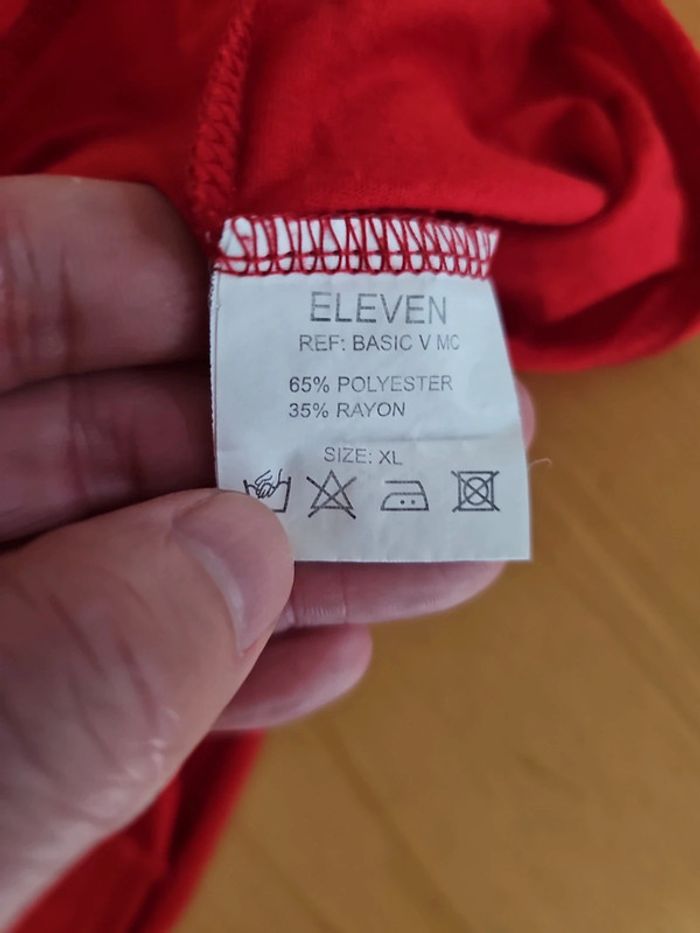 ELEVEN
REF: BASIC V MC
65% POLYESTER
35% RAYON
SIZE: XL